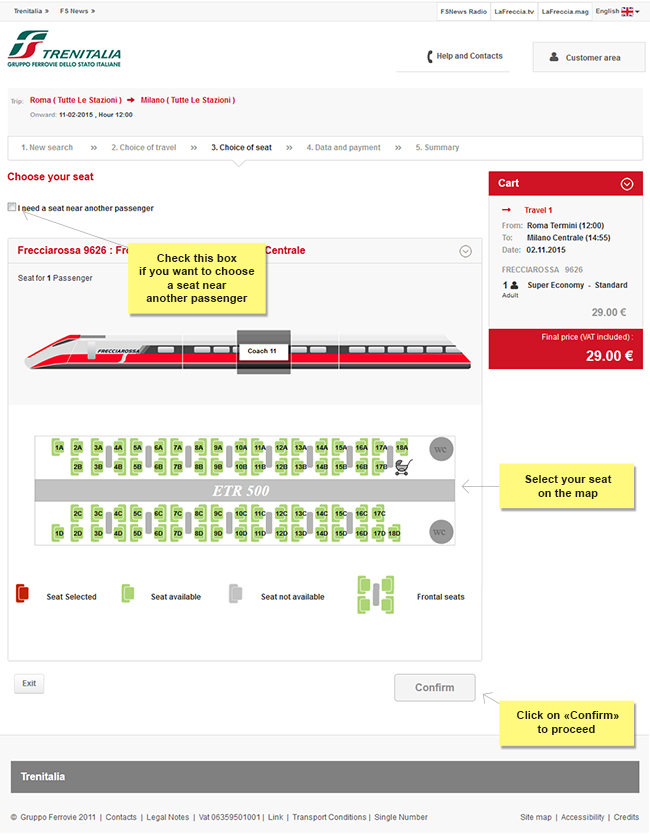 Trenitalia » FS News » FSNews Radio LaFreccia.tv LaFreccia.mag English
TRENITALIA
GRUPPO FERROVIE DELLO STATO ITALIANE
Help and Contacts
Customer area
Trip: Roma ( Tutte Le Stazioni ) Milano ( Tutte Le Stazioni )
Onward: 11-02-2015 , Hour 12:00
1. New search » 2. Choice of travel » 3. Choice of seat » 4. Data and payment » 5. Summary
Choose your seat
I need a seat near another passenger
Frecciarossa 9626 : Fre Centrale
Check this box
if you want to choose
a seat near
another passenger
Seat for 1 Passenger
FRECCIAROSSA
Coach 11
1A 2A 3A 4A 5A 6A 7A 8A 9A 10A 11A 12A 13A 14A 15A 16A 17A 18A WC
2B 3B 4B 5B 6B 7B 8B 9B 10B 11B 12B 13B 14B 15B 16B 17B
ETR 500
2C 3C 4C 5C 6C 7C 8C 9C 10C 11C 12C 13C 14C 15C 16C 17C
1D 2D 3D 4D 5D 6D 7D 8D 9D 10D 11D 12D 13D 14D 15D 16D 17D 18D WC
Select your seat
on the map
Seat Selected Seat available Seat not available Frontal seats
Exit
Confirm
Click on «Confirm»
to proceed
Cart
Travel 1
From: Roma Termini (12:00)
To: Milano Centrale (14:55)
Date: 02.11.2015
FRECCIAROSSA 9626
1 Super Economy - Standard
Adult
29.00 €
Final price (VAT included) :
29.00 €
Trenitalia
© Gruppo Ferrovie 2011 | Contacts | Legal Notes | Vat 06359501001 | Link | Transport Conditions | Single Number Site map | Accessibility | Credits